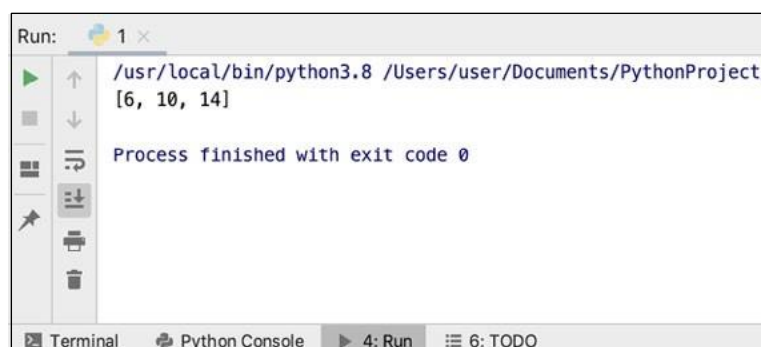 Run: 1 ×
/usr/local/bin/python3.8 /Users/user/Documents/PythonProject
[6, 10, 14]
Process finished with exit code 0
Terminal Python Console 4: Run 6: TODO